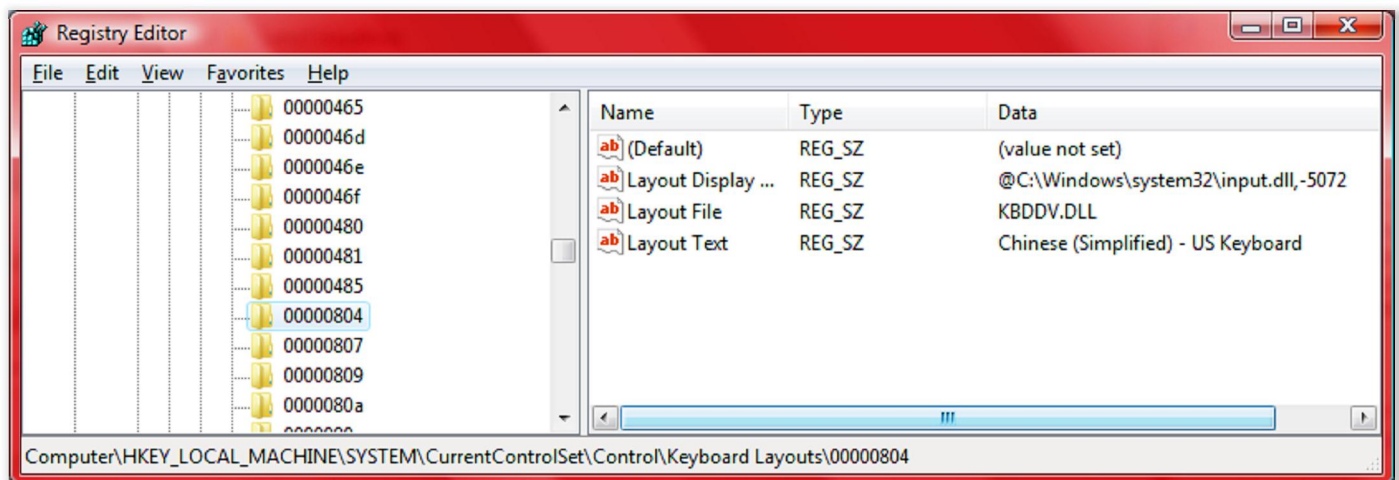 Registry Editor
File Edit View Favorites Help
00000465
0000046d
0000046e
0000046f
00000480
00000481
00000485
00000804
00000807
00000809
0000080a
Name Type Data
(Default) REG_SZ (value not set)
Layout Display ... REG_SZ @C:\Windows\system32\input.dll,-5072
Layout File REG_SZ KBDDV.DLL
Layout Text REG_SZ Chinese (Simplified) - US Keyboard
Computer\HKEY_LOCAL_MACHINE\SYSTEM\CurrentControlSet\Control\Keyboard Layouts\00000804